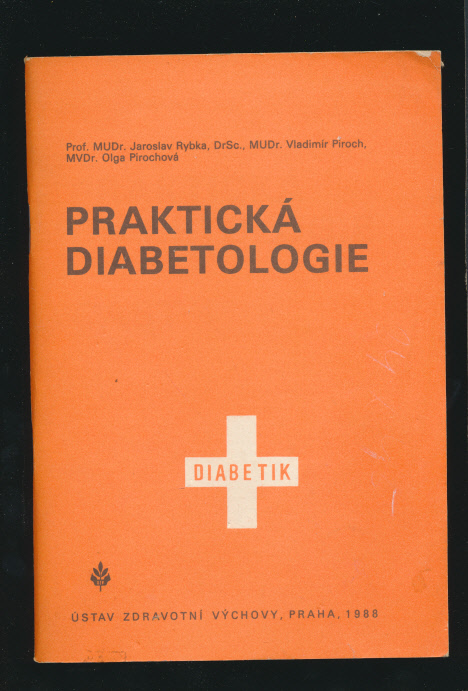 Prof. MUDr. Jaroslav Rybka, DrSc., MUDr. Vladimír Piroch,
MVDr. Olga Pirochová
PRAKTICKÁ
DIABETOLOGIE
DIABETIK
ÚSTAV ZDRAVOTNÍ VÝCHOVY, PRAHA, 1988